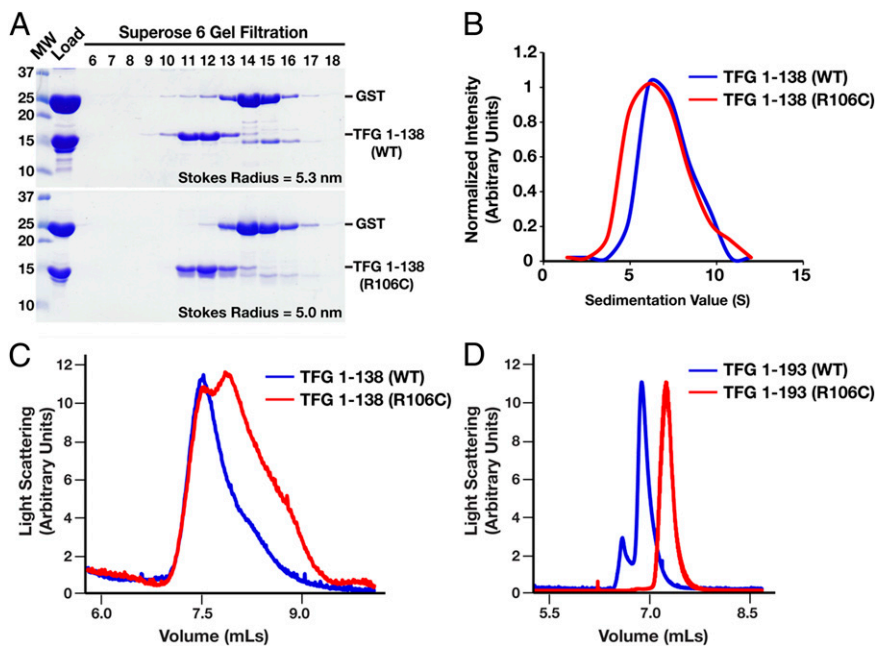 A
MW
Load
Superose 6 Gel Filtration
6 7 8 9 10 11 12 13 14 15 16 17 18
37
25
20
15
10
GST
TFG 1-138
(WT)
Stokes Radius = 5.3 nm
37
25
15
10
GST
TFG 1-138
(R106C)
Stokes Radius = 5.0 nm
B
Normalized Intensity
(Arbitrary Units)
1.2
1
0.8
0.6
0.4
0.2
0
TFG 1-138 (WT)
TFG 1-138 (R106C)
0 5 10 15
Sedimentation Value (S)
C
Light Scattering
(Arbitrary Units)
12
10
8
6
4
2
0
TFG 1-138 (WT)
TFG 1-138 (R106C)
6.0 7.5 9.0
Volume (mLs)
D
Light Scattering
(Arbitrary Units)
12
10
8
6
4
2
0
TFG 1-193 (WT)
TFG 1-193 (R106C)
5.5 7.0 8.5
Volume (mLs)